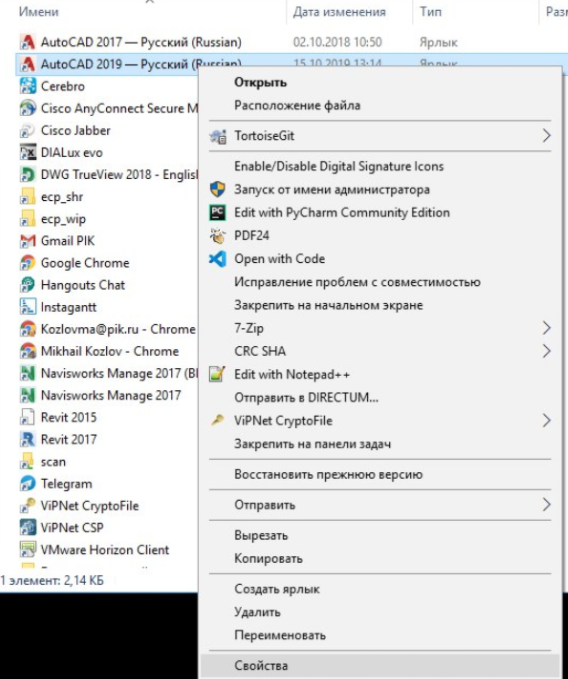 Имени
Дата изменения
Тип
Раз
AutoCAD 2017 — Русский (Russian)
02.10.2018 10:50
Ярлык
AutoCAD 2019 — Русский (Russian)
15.10.2019 13:14
Ярлык
Cerebro
Cisco AnyConnect Secure M
Cisco Jabber
DIALux evo
DWG TrueView 2018 - Englis
ecp_shr
ecp_wip
Gmail PIK
Google Chrome
Hangouts Chat
Instagantt
Kozlovma@pik.ru - Chrome
Mikhail Kozlov - Chrome
Navisworks Manage 2017 (BI
Navisworks Manage 2017
Revit 2015
Revit 2017
scan
Telegram
ViPNet CryptoFile
ViPNet CSP
VMware Horizon Client
1 элемент: 2,14 КБ
Открыть
Расположение файла
TortoiseGit
Enable/Disable Digital Signature Icons
Запуск от имени администратора
Edit with PyCharm Community Edition
PDF24
Open with Code
Исправление проблем с совместимостью
Закрепить на начальном экране
7-Zip
CRC SHA
Edit with Notepad++
Отправить в DIRECTUM...
ViPNet CryptoFile
Закрепить на панели задач
Восстановить прежнюю версию
Отправить
Вырезать
Копировать
Создать ярлык
Удалить
Переименовать
Свойства